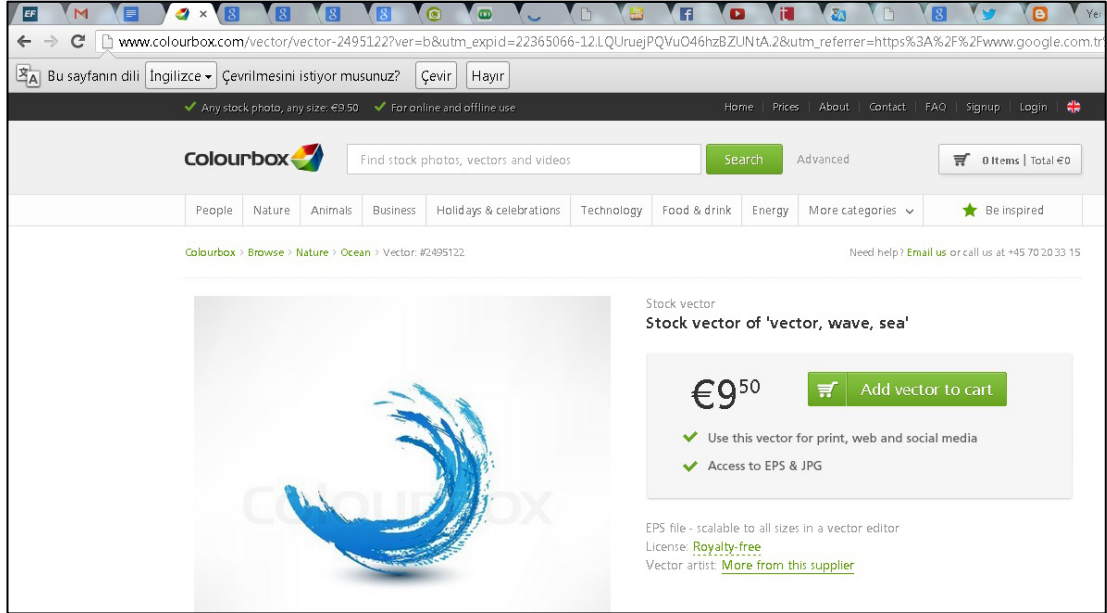 EF
Yer
www.colourbox.com/vector/vector-2495122?ver=b&utm_expid=22365066-12.LQUruejPQVuO46hzBZUNtA.2&utm_referrer=https%3A%2F%2Fwww.google.com.tr%
Bu sayfanın dili İngilizce Çevrilmesini istiyor musunuz? Çevir Hayır
Any stock photo, any size: €9.50 For online and offline use Home Prices About Contact FAQ Signup Login
Colourbox Find stock photos, vectors and videos Search Advanced 0 Items | Total €0
People Nature Animals Business Holidays & celebrations Technology Food & drink Energy More categories Be inspired
Colourbox > Browse > Nature > Ocean > Vector: #2495122 Need help? Email us or call us at +45 70 20 33 15
Stock vector
Stock vector of 'vector, wave, sea'
€9 50 Add vector to cart
Use this vector for print, web and social media
Access to EPS & JPG
colourbox
EPS file - scalable to all sizes in a vector editor
License: Royalty-free
Vector artist: More from this supplier